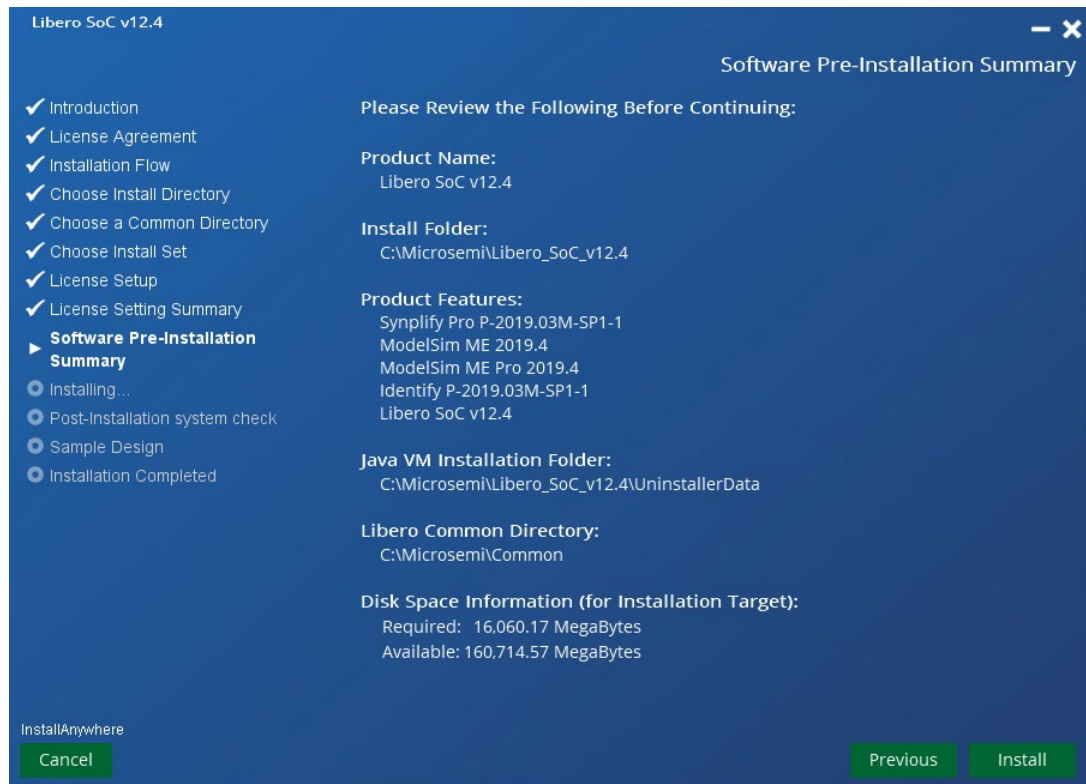 Libero SoC v12.4
Software Pre-Installation Summary
Introduction
License Agreement
Installation Flow
Choose Install Directory
Choose a Common Directory
Choose Install Set
License Setup
License Setting Summary
Software Pre-Installation
Summary
Installing...
Post-Installation system check
Sample Design
Installation Completed
Please Review the Following Before Continuing:
Product Name:
Libero SoC v12.4
Install Folder:
C:\Microsemi\Libero_SoC_v12.4
Product Features:
Synplify Pro P-2019.03M-SP1-1
ModelSim ME 2019.4
ModelSim ME Pro 2019.4
Identify P-2019.03M-SP1-1
Libero SoC v12.4
Java VM Installation Folder:
C:\Microsemi\Libero_SoC_v12.4\UninstallerData
Libero Common Directory:
C:\Microsemi\Common
Disk Space Information (for Installation Target):
Required: 16,060.17 MegaBytes
Available: 160,714.57 MegaBytes
InstallAnywhere
Cancel
Previous
Install